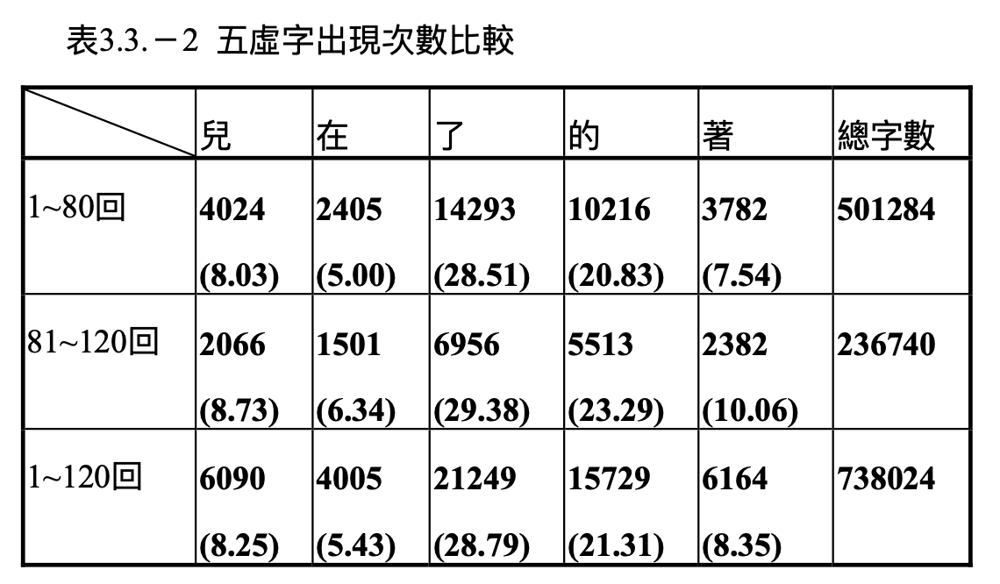 表3.3.－2 五虛字出現次數比較
兒 在 了 的 著 總字數
1~80回 4024 2405 14293 10216 3782 501284
(8.03) (5.00) (28.51) (20.83) (7.54)
81~120回 2066 1501 6956 5513 2382 236740
(8.73) (6.34) (29.38) (23.29) (10.06)
1~120回 6090 4005 21249 15729 6164 738024
(8.25) (5.43) (28.79) (21.31) (8.35)